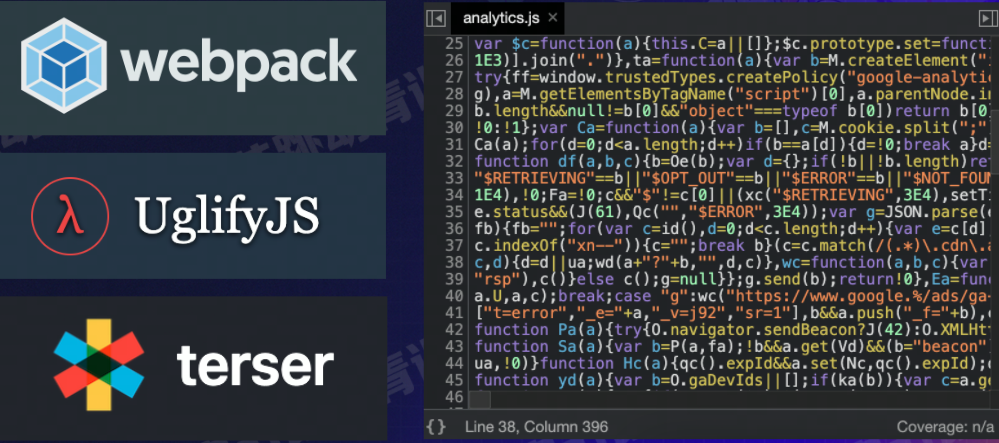 webpack
UglifyJS
terser
analytics.js ×
25 var $c=function(a){this.C=a||[]};$c.prototype.set=functi
26 1E3)].join(".")},ta=function(a){var b=M.createElement("
27 try{ff=window.trustedTypes.createPolicy("google-analytic
28 g),a=M.getElementsByTagName("script")[0],a.parentNode.in
29 b.length&&null!=b[0]&&"object"===typeof b[0])return b[0
30 !0:!1};var Ca=function(a){var b=[],c=M.cookie.split(";"
31 Ca(a);for(d=0;d<a.length;d++)if(b==a[d]){d=!0;break a}d=
32 function df(a,b,c){b=Oe(b);var d={};if(!b||!b.length)ret
33 "$RETRIEVING"==b||"$OPT_OUT"==b||"$ERROR"==b||"$NOT_FOUN
34 1E4),!0;Fa=!0;c&&"$"!=c[0]||(xc("$RETRIEVING",3E4),setTi
35 e.status&&(J(61),Qc("","$ERROR",3E4));var g=JSON.parse(e
36 fb){fb="";for(var c=id(),d=0;d<c.length;d++){var e=c[d]
37 c.indexOf("xn--")){c="";break b}(c=c.match(/(.*)\.cdn\.a
38 c,d){d=d||ua;wd(a+"?"+b,"",d,c)},wc=function(a,b,c){var
39 "rsp"),c()}else c();g=null}};g.send(b);return!0},Ea=func
40 a.U,a,c);break;case "g":wc("https://www.google.%/ads/ga-
41 ["t=error","_e="+a,"_v=j92","sr=1"],b&&a.push("_f="+b),c
42 function Pa(a){try{O.navigator.sendBeacon?J(42):O.XMLHtt
43 function Sa(a){var b=P(a,fa);!b&&a.get(Vd)&&(b="beacon")
44 ua,!0)}function Hc(a){qc().expId&&a.set(Nc,qc().expId);c
45 function yd(a){var b=O.gaDevIds||[];if(ka(b)){var c=a.ge
46
{} Line 38, Column 396 Coverage: n/a